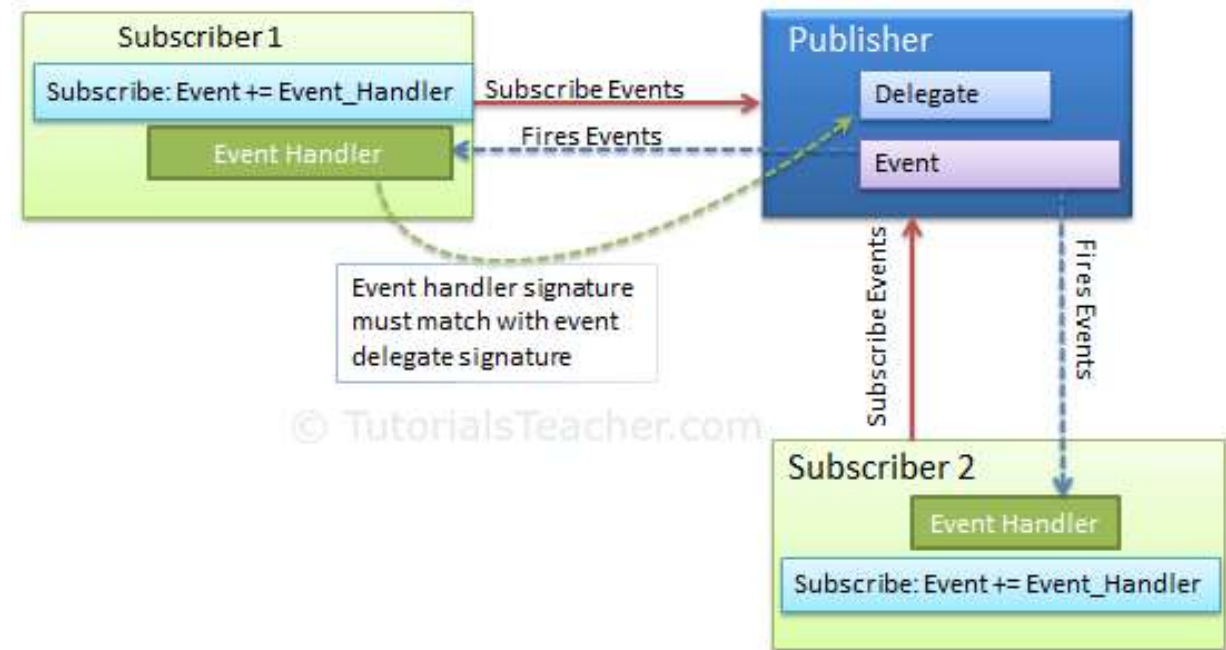 Subscriber 1
Subscribe: Event += Event_Handler
Event Handler
Subscribe Events
Fires Events
Publisher
Delegate
Event
Event handler signature
must match with event
delegate signature
Subscribe Events
Fires Events
© TutorialsTeacher.com
Subscriber 2
Event Handler
Subscribe: Event += Event_Handler